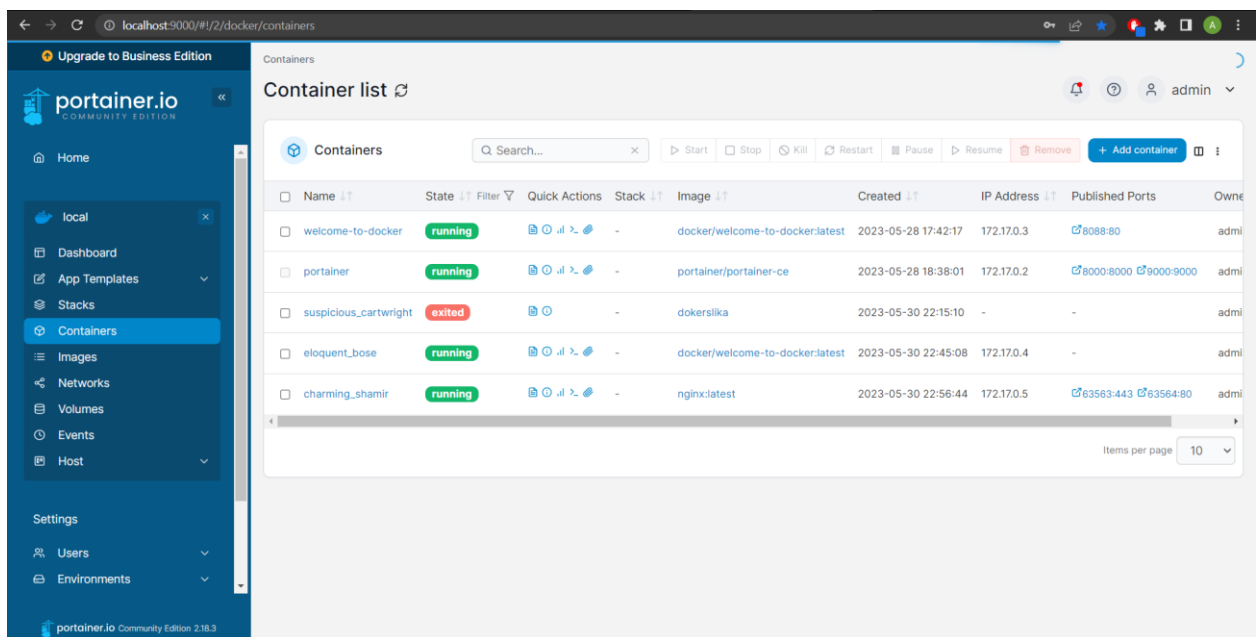 localhost:9000/#!/2/docker/containers
A
Upgrade to Business Edition
portainer.io
COMMUNITY EDITION
Home
local
Dashboard
App Templates
Stacks
Containers
Images
Networks
Volumes
Events
Host
Settings
Users
Environments
portainer.io Community Edition 2.18.3
Containers
Container list
admin
Containers
Search...
Start Stop Kill Restart Pause Resume Remove + Add container
Name State Filter Quick Actions Stack Image Created IP Address Published Ports Owne
welcome-to-docker running - docker/welcome-to-docker:latest 2023-05-28 17:42:17 172.17.0.3 8088:80 admi
portainer running - portainer/portainer-ce 2023-05-28 18:38:01 172.17.0.2 8000:8000 9000:9000 admi
suspicious_cartwright exited - dokerslika 2023-05-30 22:15:10 - - admi
eloquent_bose running - docker/welcome-to-docker:latest 2023-05-30 22:45:08 172.17.0.4 - admi
charming_shamir running - nginx:latest 2023-05-30 22:56:44 172.17.0.5 63563:443 63564:80 admi
Items per page 10